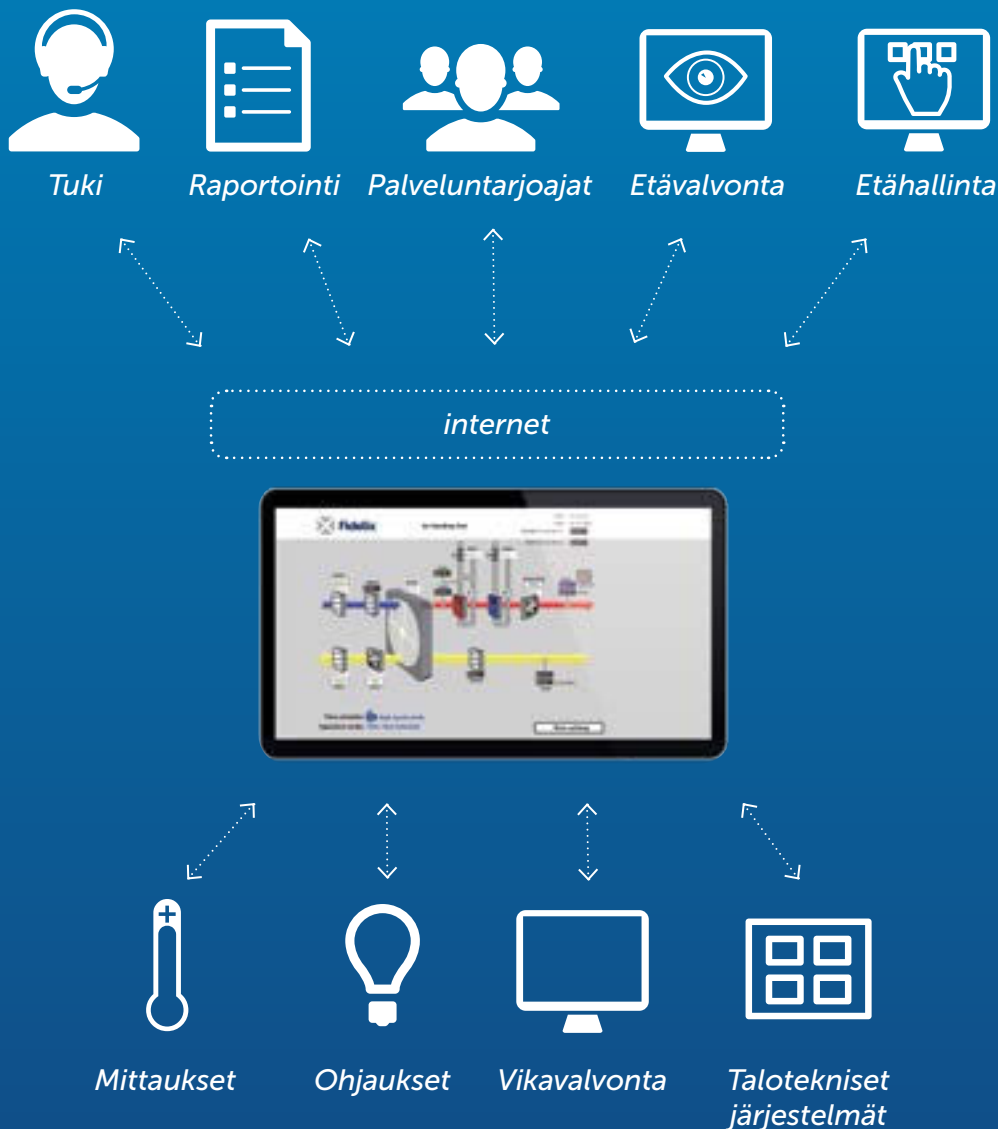 Tuki
Raportointi
Palveluntarjoajat
Etävalvonta
Etähallinta
internet
Fidelix
Mittaukset
Ohjaukset
Vikavalvonta
Talotekniset
järjestelmät